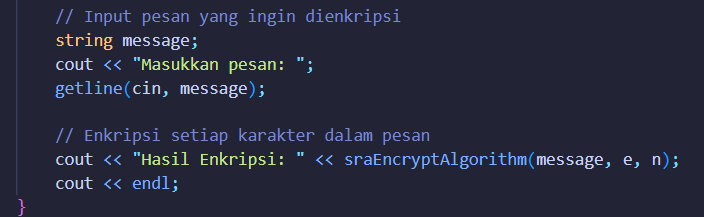 // Input pesan yang ingin dienkripsi
string message;
cout << "Masukkan pesan: ";
getline(cin, message);
// Enkripsi setiap karakter dalam pesan
cout << "Hasil Enkripsi: " << sraEncryptAlgorithm(message, e, n);
cout << endl;
}